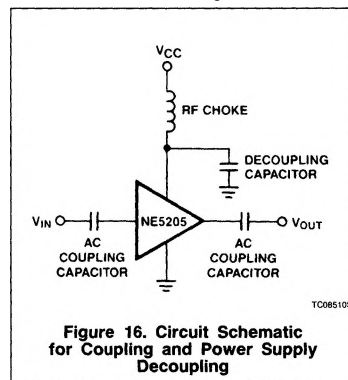 VCC
RF CHOKE
DECOUPLING
CAPACITOR
VIN
NE5205
VOUT
AC
COUPLING
CAPACITOR
AC
COUPLING
CAPACITOR
TC08510S
Figure 16. Circuit Schematic
for Coupling and Power Supply
Decoupling